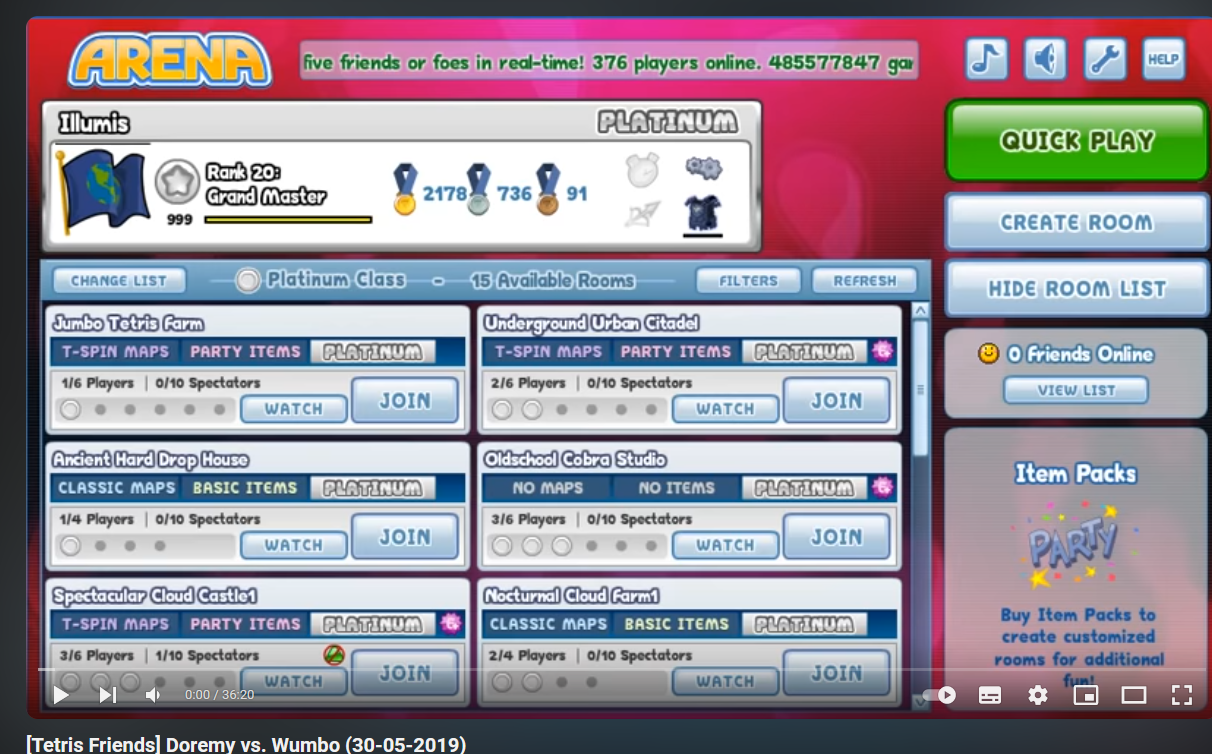 ARENA
five friends or foes in real-time! 376 players online. 485577847 gar
HELP
Illumis
PLATINUM
QUICK PLAY
Rank 20:
Grand Master
999
2178 736 91
CREATE ROOM
CHANGE LIST
Platinum Class - 15 Available Rooms
FILTERS
REFRESH
HIDE ROOM LIST
Jumbo Tetris Farm
T-SPIN MAPS PARTY ITEMS PLATINUM
1/6 Players | 0/10 Spectators
WATCH
JOIN
Underground Urban Citadel
T-SPIN MAPS PARTY ITEMS PLATINUM
2/6 Players | 0/10 Spectators
WATCH
JOIN
0 Friends Online
VIEW LIST
Ancient Hard Drop House
CLASSIC MAPS BASIC ITEMS PLATINUM
1/4 Players | 0/10 Spectators
WATCH
JOIN
Oldschool Cobra Studio
NO MAPS NO ITEMS PLATINUM
3/6 Players | 0/10 Spectators
WATCH
JOIN
Item Packs
PARTY
Buy Item Packs to
create customized
rooms for additional
fun!
Spectacular Cloud Castle1
T-SPIN MAPS PARTY ITEMS PLATINUM
3/6 Players | 1/10 Spectators
WATCH
JOIN
Nocturnal Cloud Farm1
CLASSIC MAPS BASIC ITEMS PLATINUM
2/4 Players | 0/10 Spectators
WATCH
JOIN
0:00 / 36:20
[Tetris Friends] Doremy vs. Wumbo (30-05-2019)